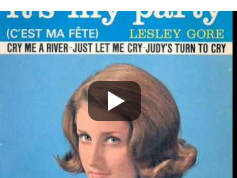 it's my party
(C'EST MA FÊTE) LESLEY GORE
CRY ME A RIVER-JUST LET ME CRY-JUDY'S TURN TO CRY